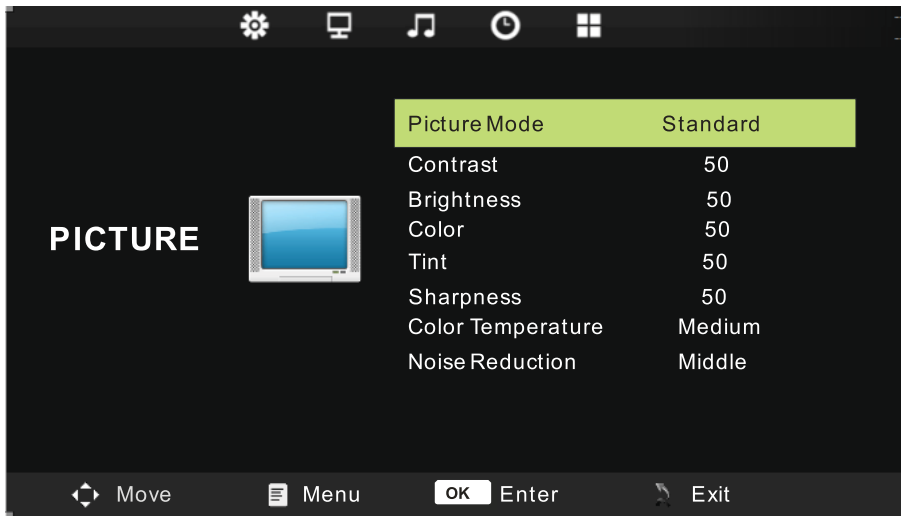 Picture Mode Standard
Contrast 50
Brightness 50
Color 50
PICTURE
Tint 50
Sharpness 50
Color Temperature Medium
Noise Reduction Middle
Move Menu OK Enter Exit